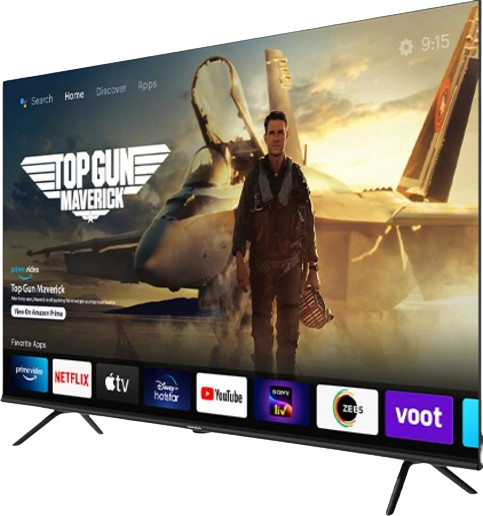 Search Home Discover Apps
9:15
TOP GUN
MAVERICK
prime video
Top Gun Maverick
View On Amazon Prime
Favorite Apps
prime video
NETFLIX
tv
Disney+
hotstar
YouTube
SONY
liv
ZEE5
voot